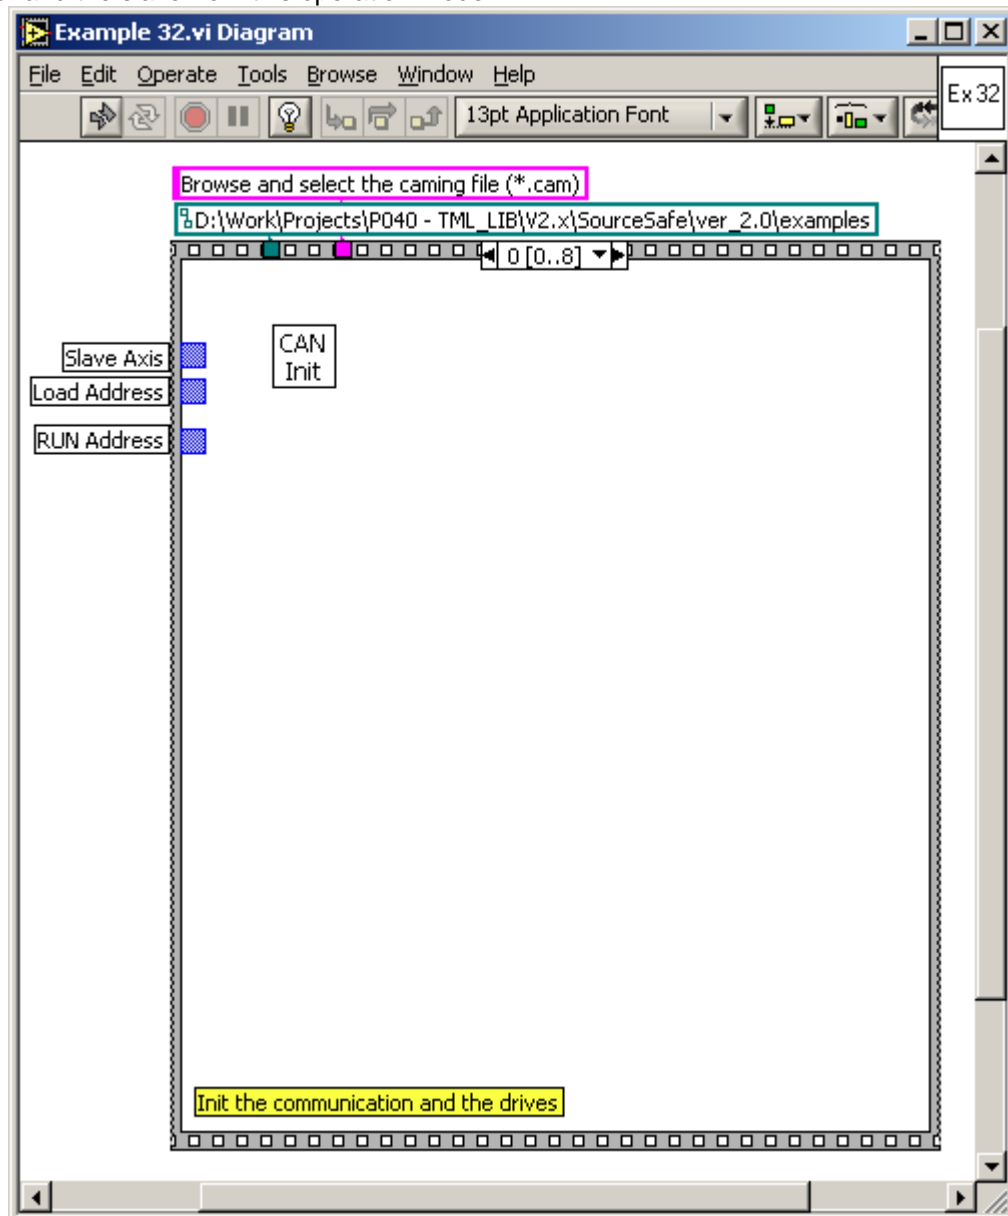 Example 32.vi Diagram
File Edit Operate Tools Browse Window Help
Ex 32
13pt Application Font
Browse and select the caming file (*.cam)
D:\Work\Projects\P040 - TML_LIB\V2.x\SourceSafe\ver_2.0\examples
0 [0..8]
Slave Axis
Load Address
RUN Address
CAN
Init
Init the communication and the drives